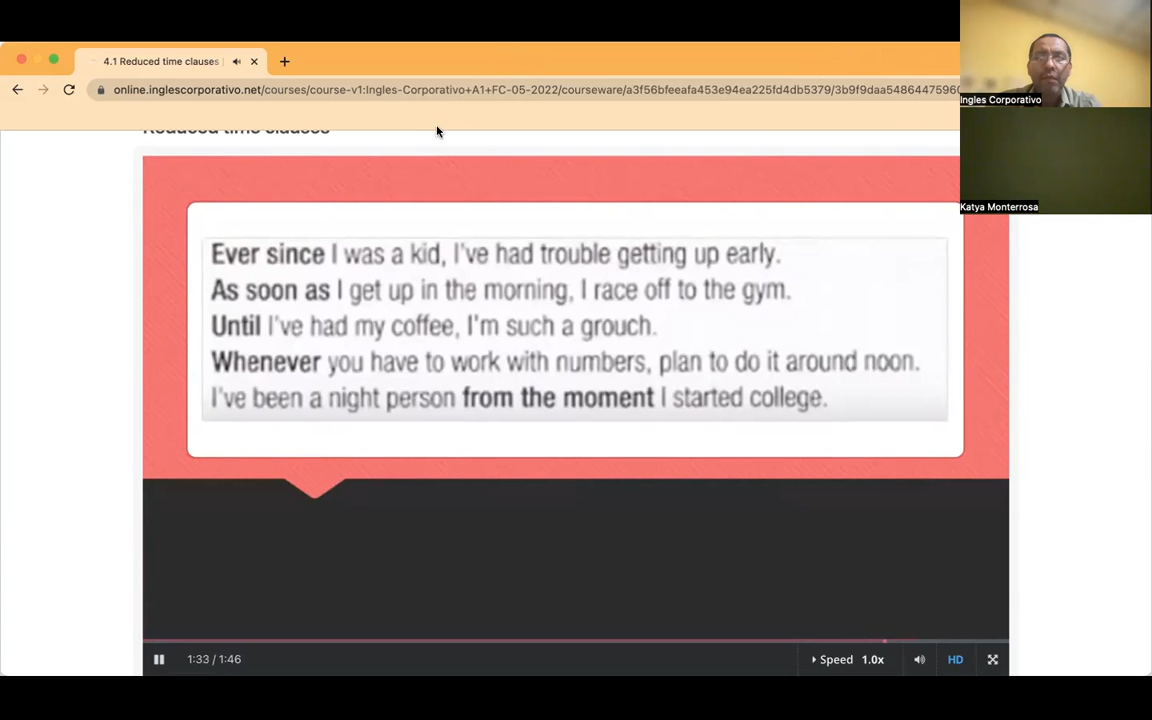 4.1 Reduced time clauses
online.inglescorporativo.net/courses/course-v1:Ingles-Corporativo+A1+FC-05-2022/courseware/a3f56bfeeafa453e94ea225fd4db5379/3b9f9daa54864475960
Ingles Corporativo
Reduced time clauses
Katya Monterrosa
Ever since I was a kid, I've had trouble getting up early.
As soon as I get up in the morning, I race off to the gym.
Until I've had my coffee, I'm such a grouch.
Whenever you have to work with numbers, plan to do it around noon.
I've been a night person from the moment I started college.
1:33 / 1:46
Speed 1.0x
HD